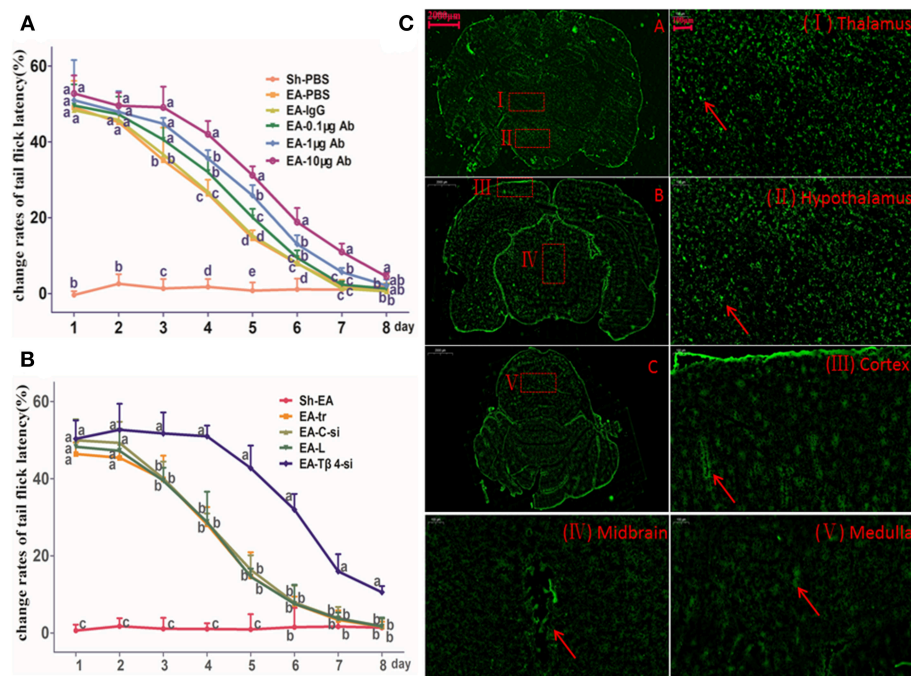 A
change rates of tail flick latency(%)
60
40
20
0
1 2 3 4 5 6 7 8 day
Sh-PBS
EA-PBS
EA-IgG
EA-0.1μg Ab
EA-1μg Ab
EA-10μg Ab
a a a a a a a a a a a a a b b a b b c c a b c d d a b b c d a b b c c a ab ab b b
b b c d e
B
change rates of tail flick latency(%)
60
40
20
0
1 2 3 4 5 6 7 8 day
Sh-EA
EA-tr
EA-C-si
EA-L
EA-Tβ 4-si
a a a a a a a b b a b b a b b a b b a b b a b b
c c c c c b b b
C
A
I
II
(I) Thalamus
III
B
IV
(II) Hypothalamus
V
C
(III) Cortex
(IV) Midbrain
(V) Medulla